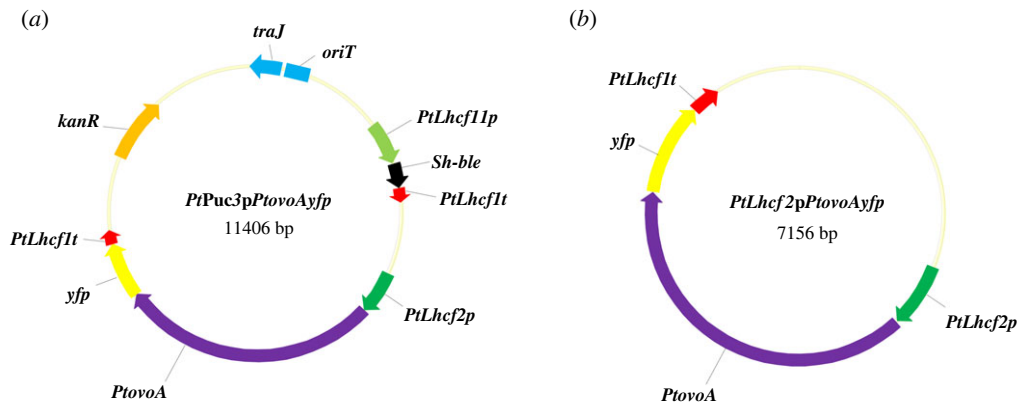 (a)
traJ
oriT
kanR
PtLhcf11p
Sh-ble
PtLhcf1t
PtPuc3pPtovoAyfp
11406 bp
PtLhcf1t
yfp
PtLhcf2p
PtovoA
(b)
PtLhcf1t
yfp
PtLhcf2pPtovoAyfp
7156 bp
PtLhcf2p
PtovoA